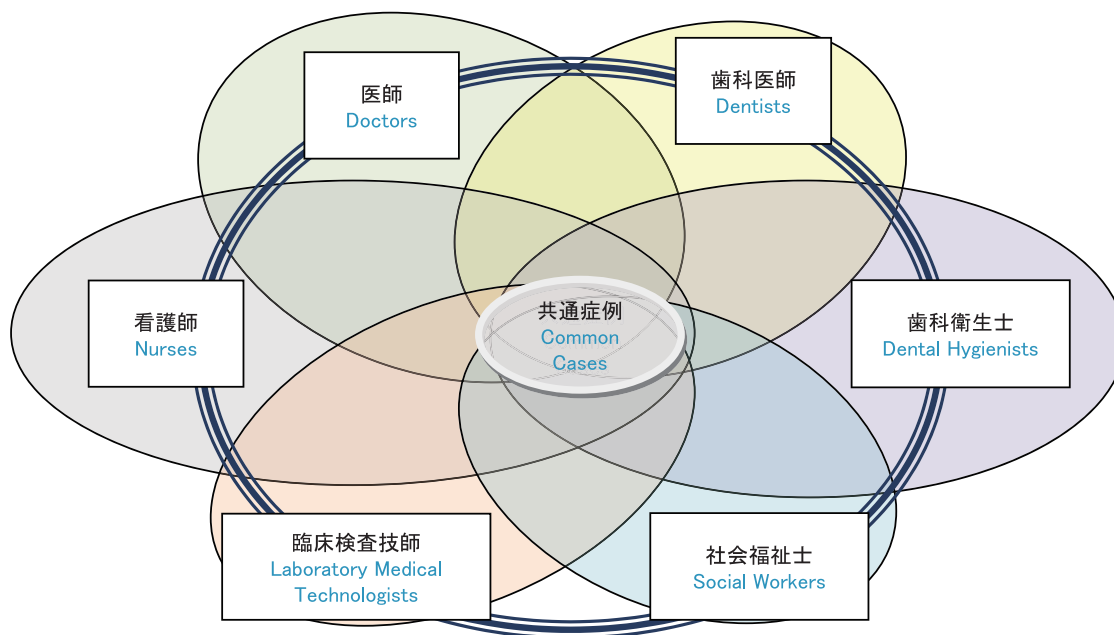 医師
Doctors
歯科医師
Dentists
看護師
Nurses
共通症例
Common
Cases
歯科衛生士
Dental Hygienists
臨床検査技師
Laboratory Medical
Technologists
社会福祉士
Social Workers